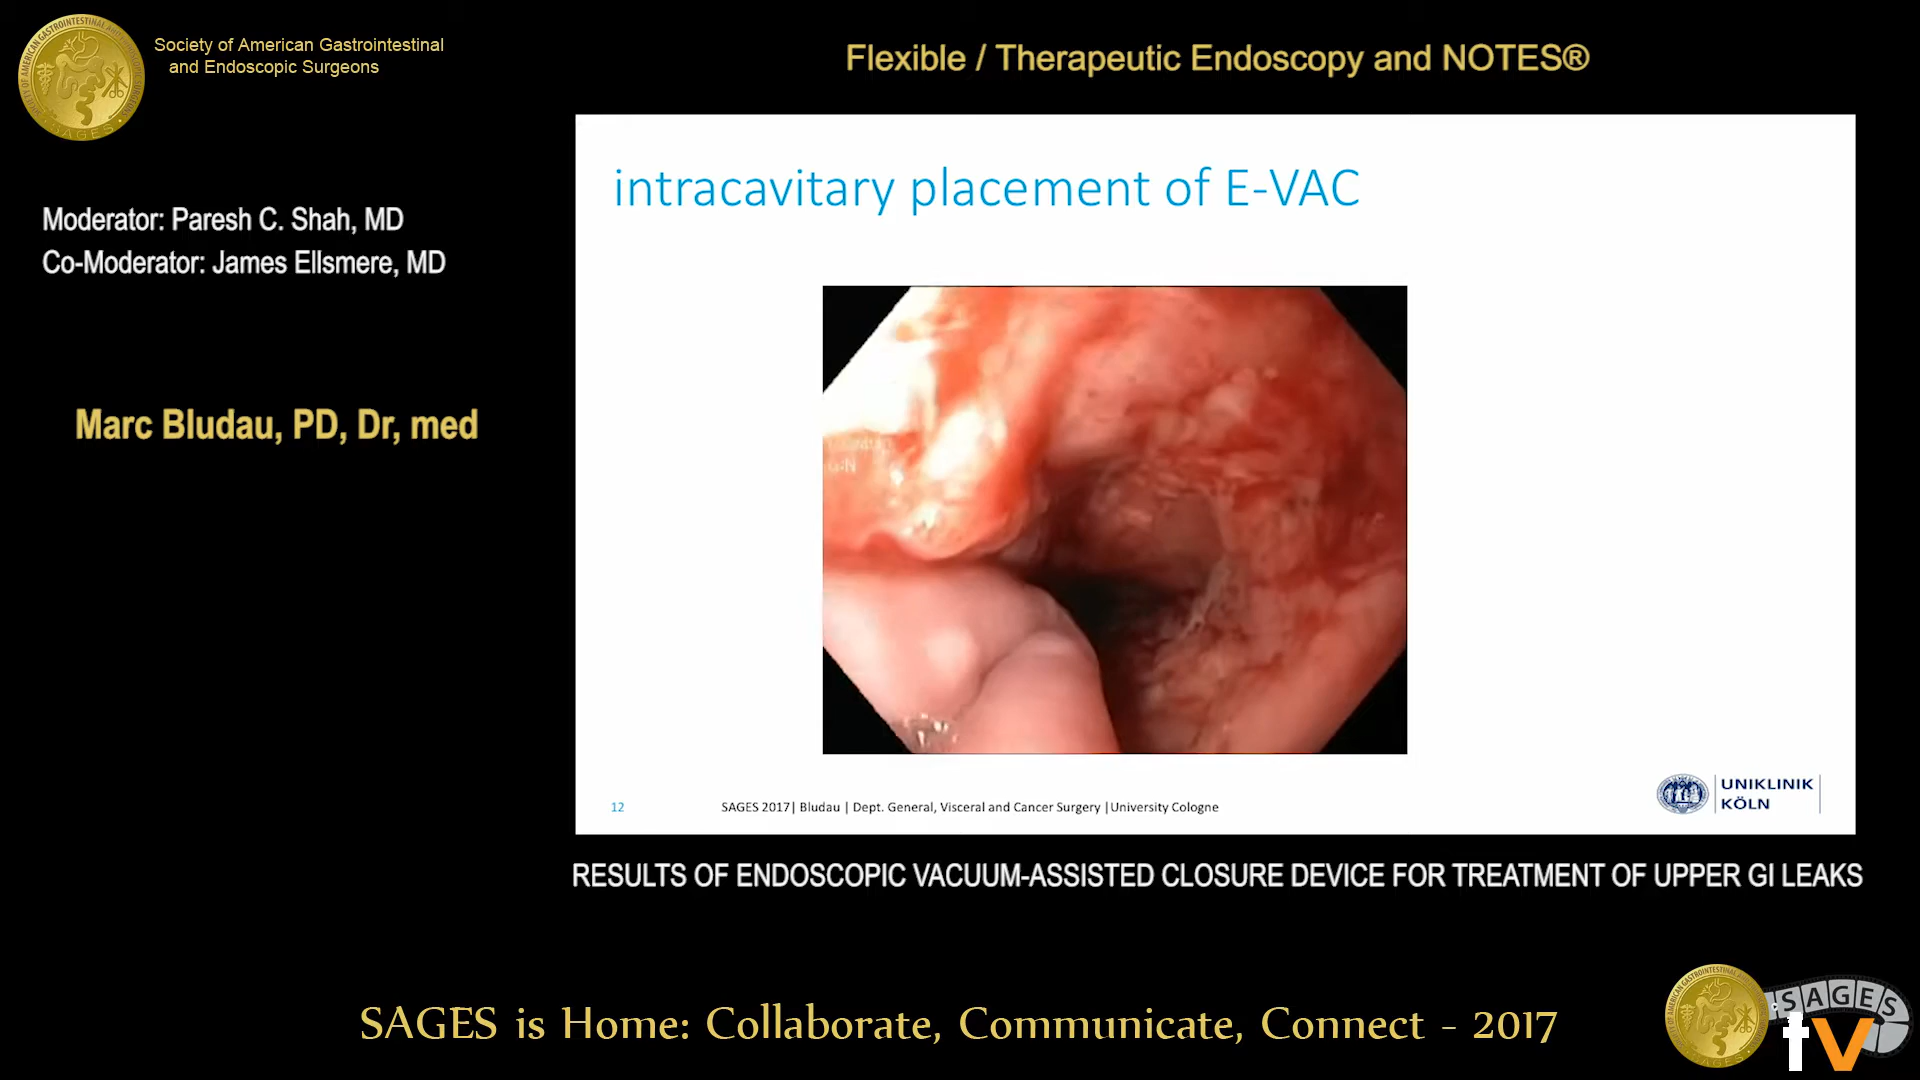 Society of American Gastrointestinal
and Endoscopic Surgeons
Flexible / Therapeutic Endoscopy and NOTES®
Moderator: Paresh C. Shah, MD
Co-Moderator: James Ellsmere, MD
Marc Bludau, PD, Dr, med
intracavitary placement of E-VAC
12
SAGES 2017| Bludau | Dept. General, Visceral and Cancer Surgery |University Cologne
UNIKLINIK
KÖLN
RESULTS OF ENDOSCOPIC VACUUM-ASSISTED CLOSURE DEVICE FOR TREATMENT OF UPPER GI LEAKS
SAGES is Home: Collaborate, Communicate, Connect - 2017
SAGES
tv